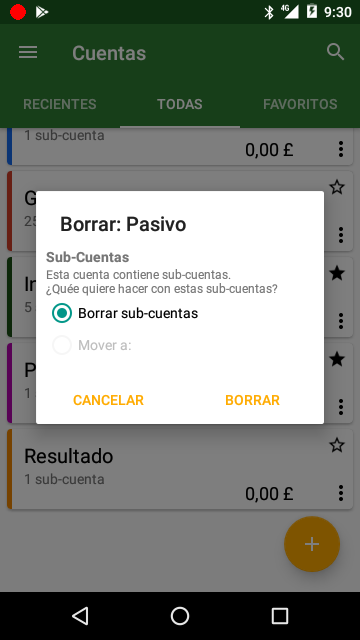 4G 9:30
Cuentas
RECIENTES TODAS FAVORITOS
1 sub-cuenta
0,00 £
G
25
Borrar: Pasivo
Sub-Cuentas
Esta cuenta contiene sub-cuentas.
¿Quée quiere hacer con estas sub-cuentas?
In
5
Borrar sub-cuentas
Mover a:
P
1
CANCELAR BORRAR
Resultado
1 sub-cuenta
0,00 £